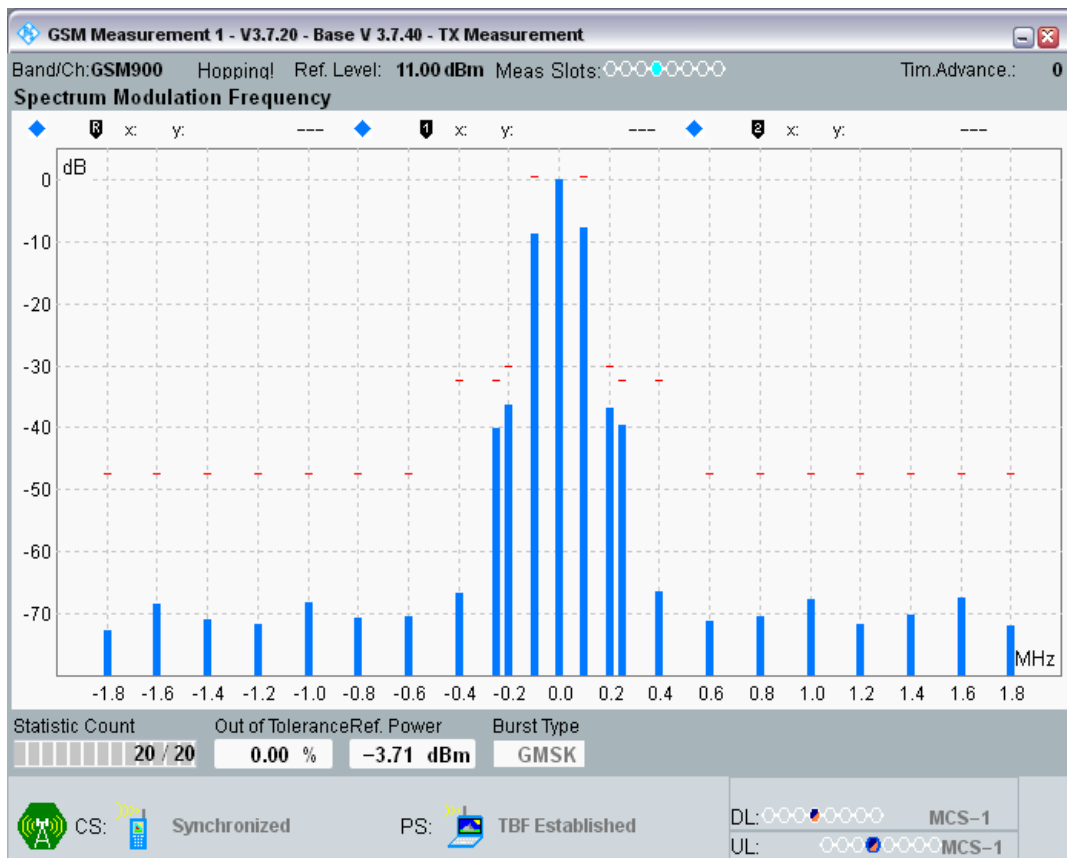 GSM Measurement 1 - V3.7.20 - Base V 3.7.40 - TX Measurement
Band/Ch:GSM900 Hopping! Ref. Level: 11.00 dBm Meas Slots: Tim.Advance.: 0
Spectrum Modulation Frequency
R x: y: --- 1 x: y: --- 2 x: y: ---
dB
0
-10
-20
-30
-40
-50
-60
-70
MHz
-1.8 -1.6 -1.4 -1.2 -1.0 -0.8 -0.6 -0.4 -0.2 0.0 0.2 0.4 0.6 0.8 1.0 1.2 1.4 1.6 1.8
Statistic Count Out of Tolerance Ref. Power Burst Type
20 / 20 0.00 % −3.71 dBm GMSK
CS: Synchronized PS: TBF Established
DL: MCS−1
UL: MCS−1